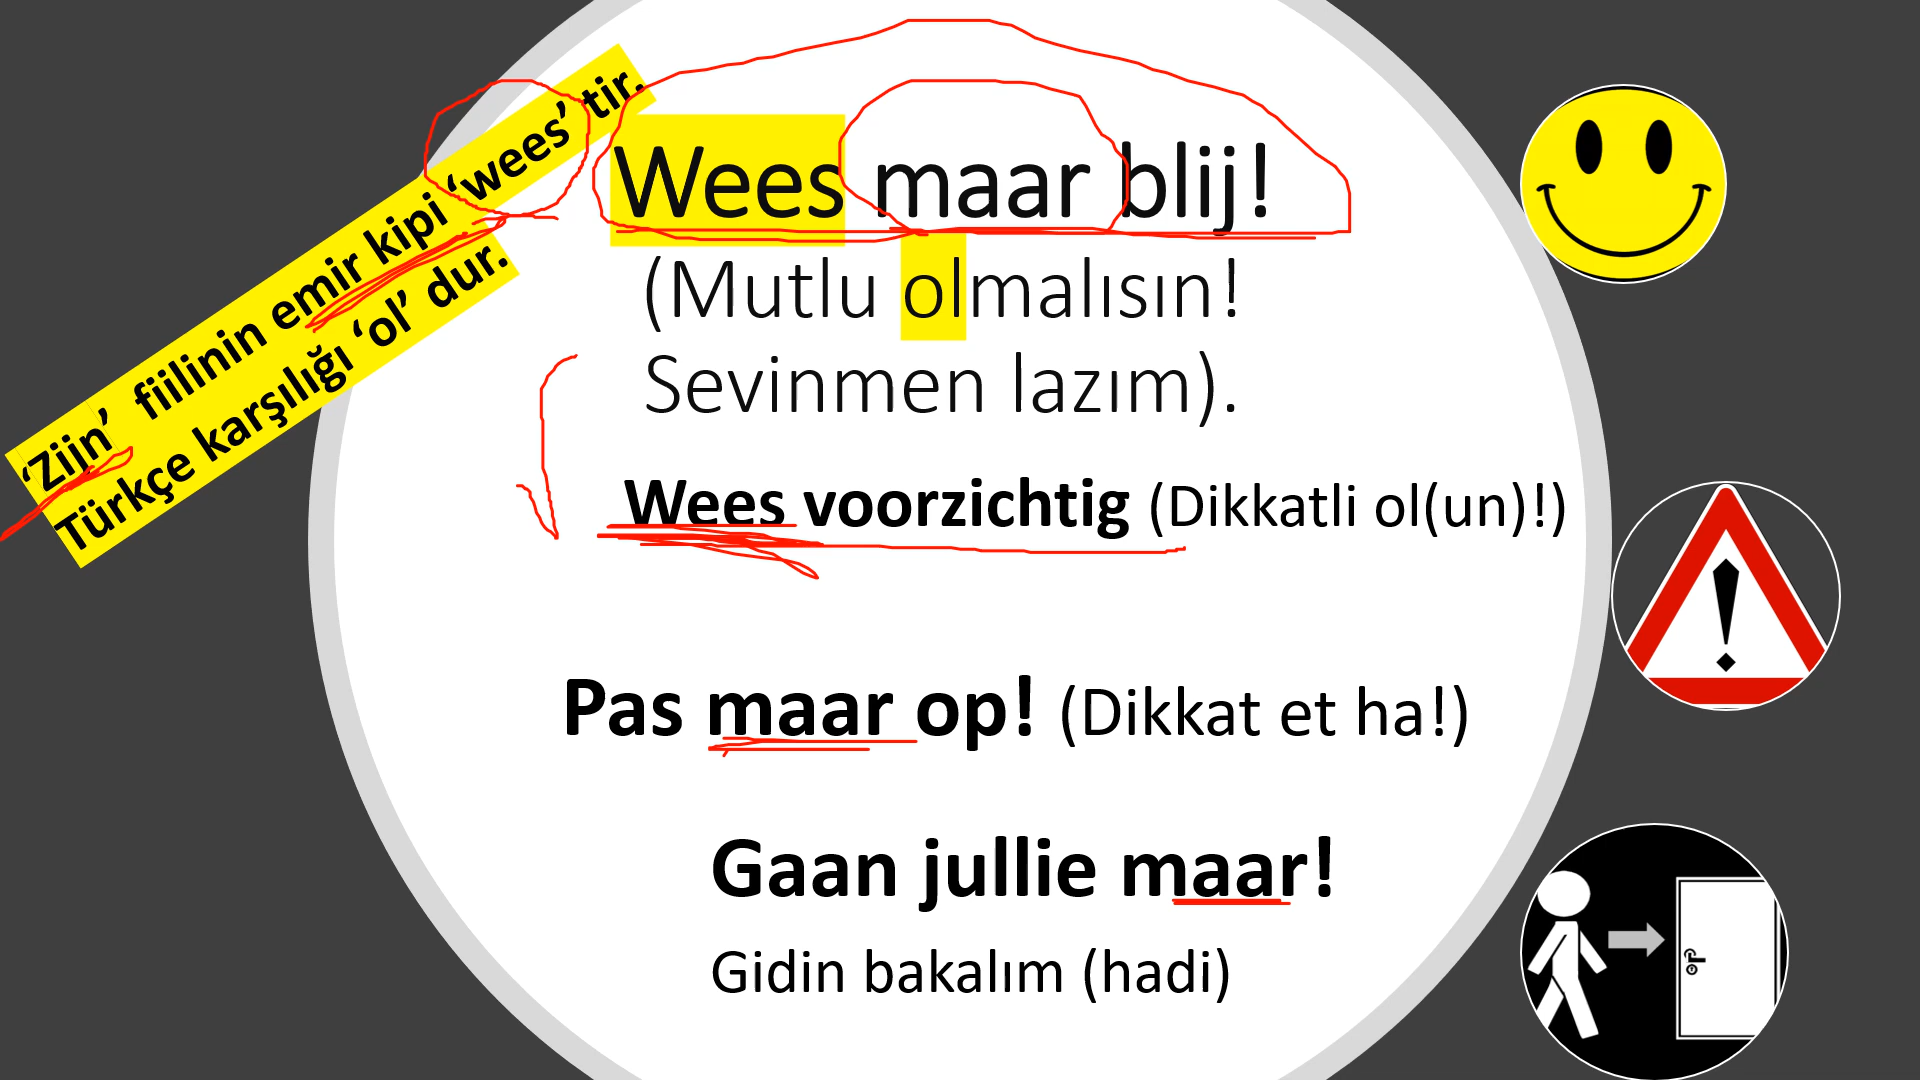 ‘Zijn’ fiilinin emir kipi ‘wees’ tir.
Türkçe karşılığı ‘ol’ dur.
Wees maar blij!
(Mutlu olmalısın!
Sevinmen lazım).
Wees voorzichtig (Dikkatli ol(un)!)
Pas maar op! (Dikkat et ha!)
Gaan jullie maar!
Gidin bakalım (hadi)